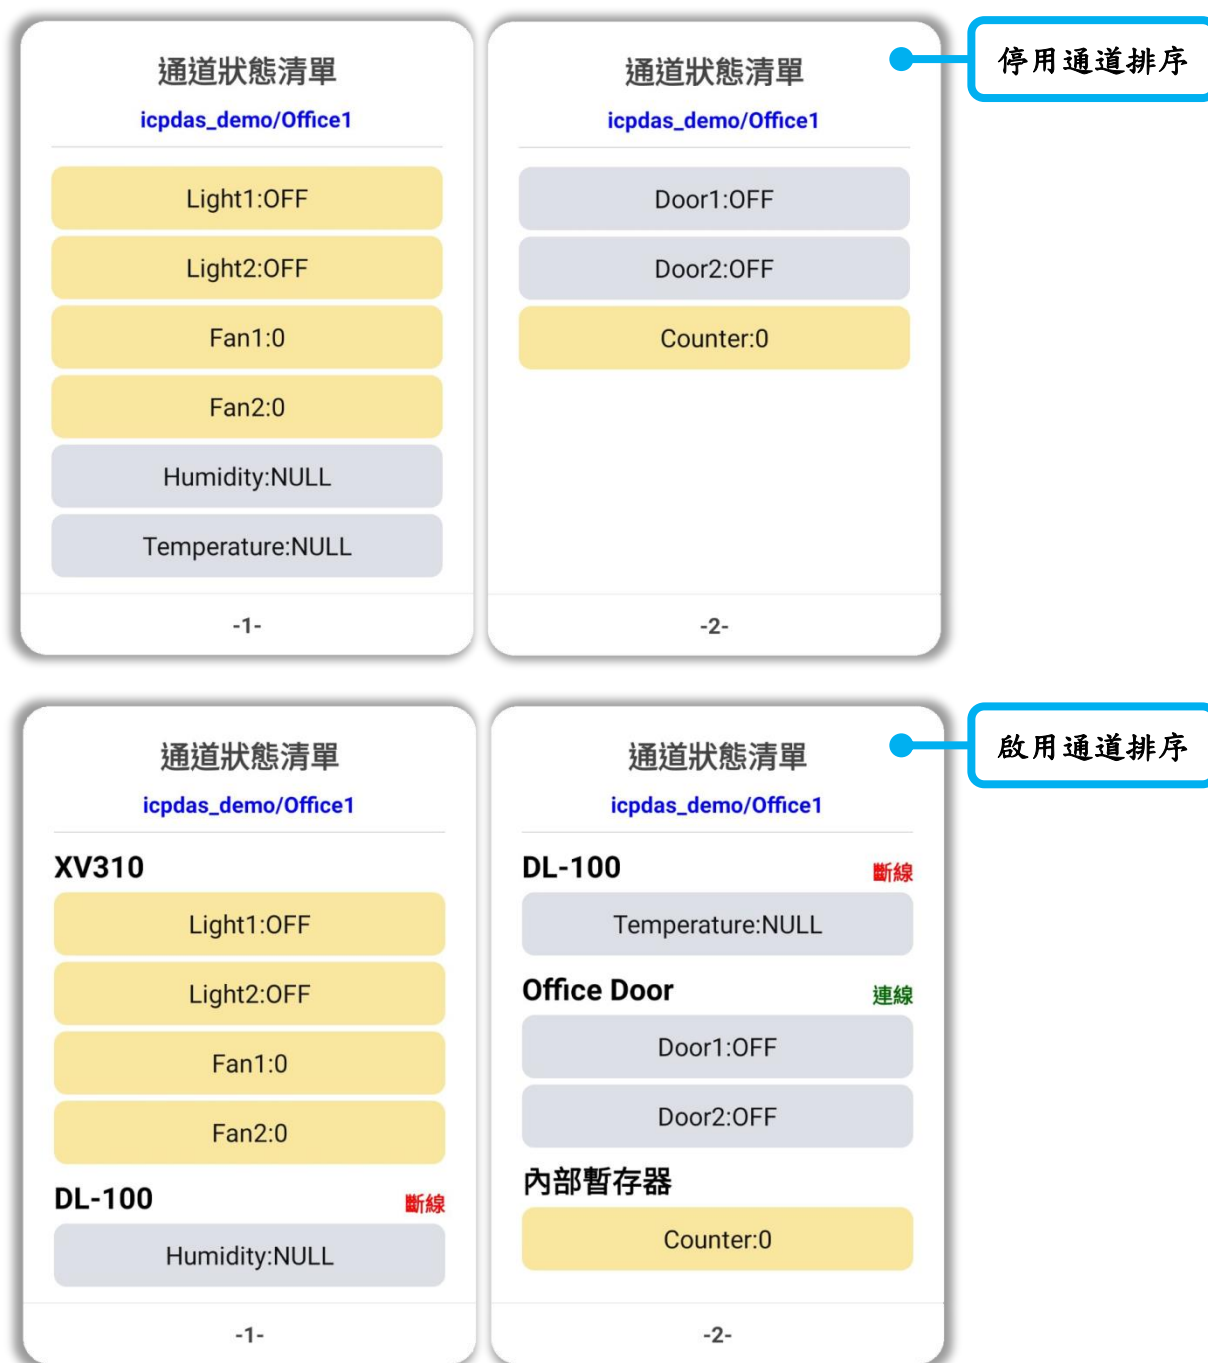 通道狀態清單
icpdas_demo/Office1
Light1:OFF
Light2:OFF
Fan1:0
Fan2:0
Humidity:NULL
Temperature:NULL
-1-
通道狀態清單
icpdas_demo/Office1
Door1:OFF
Door2:OFF
Counter:0
-2-
停用通道排序
通道狀態清單
icpdas_demo/Office1
XV310
Light1:OFF
Light2:OFF
Fan1:0
Fan2:0
DL-100 斷線
Humidity:NULL
-1-
通道狀態清單
icpdas_demo/Office1
DL-100 斷線
Temperature:NULL
Office Door 連線
Door1:OFF
Door2:OFF
內部暫存器
Counter:0
-2-
啟用通道排序